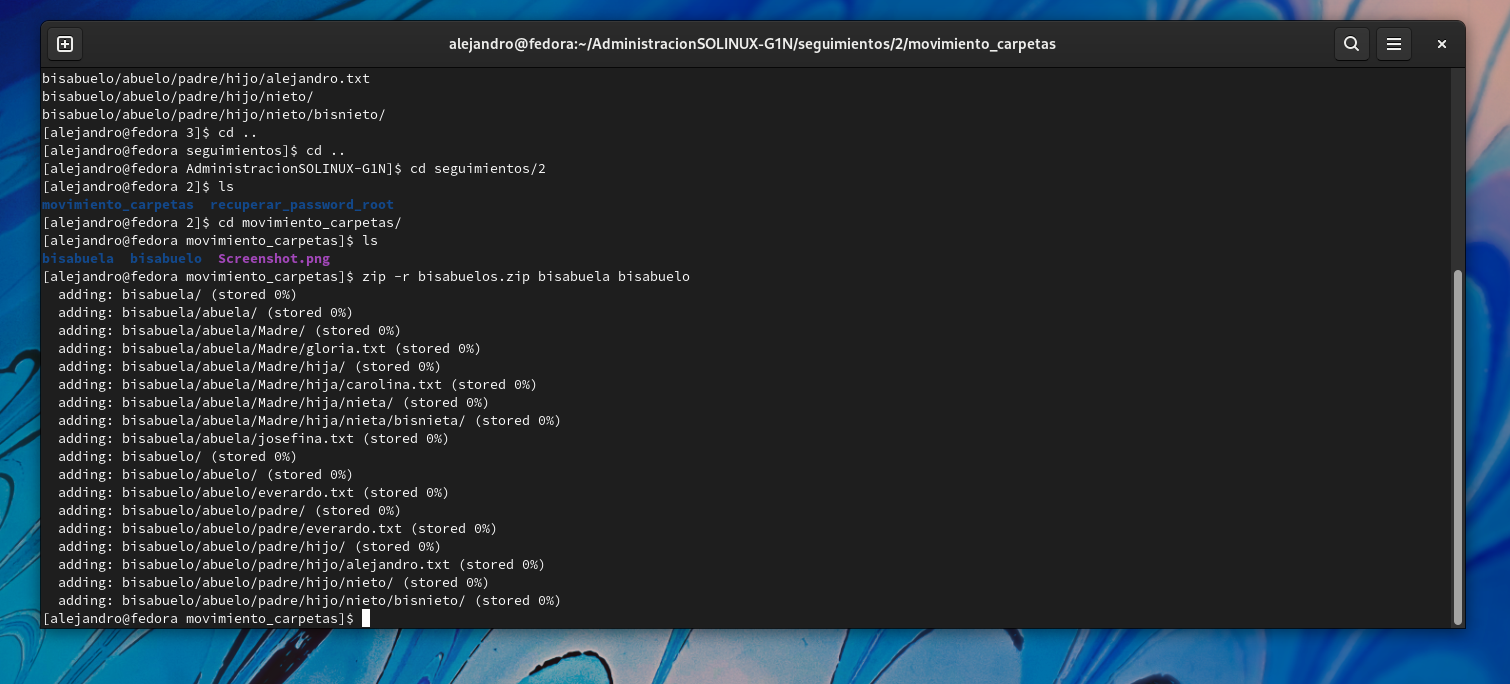 alejandro@fedora:~/AdministracionSOLINUX-G1N/seguimientos/2/movimiento_carpetas
bisabuelo/abuelo/padre/hijo/alejandro.txt
bisabuelo/abuelo/padre/hijo/nieto/
bisabuelo/abuelo/padre/hijo/nieto/bisnieto/
[alejandro@fedora 3]$ cd ..
[alejandro@fedora seguimientos]$ cd ..
[alejandro@fedora AdministracionSOLINUX-G1N]$ cd seguimientos/2
[alejandro@fedora 2]$ ls
movimiento_carpetas  recuperar_password_root
[alejandro@fedora 2]$ cd movimiento_carpetas/
[alejandro@fedora movimiento_carpetas]$ ls
bisabuela  bisabuelo  Screenshot.png
[alejandro@fedora movimiento_carpetas]$ zip -r bisabuelos.zip bisabuela bisabuelo
  adding: bisabuela/ (stored 0%)
  adding: bisabuela/abuela/ (stored 0%)
  adding: bisabuela/abuela/Madre/ (stored 0%)
  adding: bisabuela/abuela/Madre/gloria.txt (stored 0%)
  adding: bisabuela/abuela/Madre/hija/ (stored 0%)
  adding: bisabuela/abuela/Madre/hija/carolina.txt (stored 0%)
  adding: bisabuela/abuela/Madre/hija/nieta/ (stored 0%)
  adding: bisabuela/abuela/Madre/hija/nieta/bisnieta/ (stored 0%)
  adding: bisabuela/abuela/josefina.txt (stored 0%)
  adding: bisabuelo/ (stored 0%)
  adding: bisabuelo/abuelo/ (stored 0%)
  adding: bisabuelo/abuelo/everardo.txt (stored 0%)
  adding: bisabuelo/abuelo/padre/ (stored 0%)
  adding: bisabuelo/abuelo/padre/everardo.txt (stored 0%)
  adding: bisabuelo/abuelo/padre/hijo/ (stored 0%)
  adding: bisabuelo/abuelo/padre/hijo/alejandro.txt (stored 0%)
  adding: bisabuelo/abuelo/padre/hijo/nieto/ (stored 0%)
  adding: bisabuelo/abuelo/padre/hijo/nieto/bisnieto/ (stored 0%)
[alejandro@fedora movimiento_carpetas]$